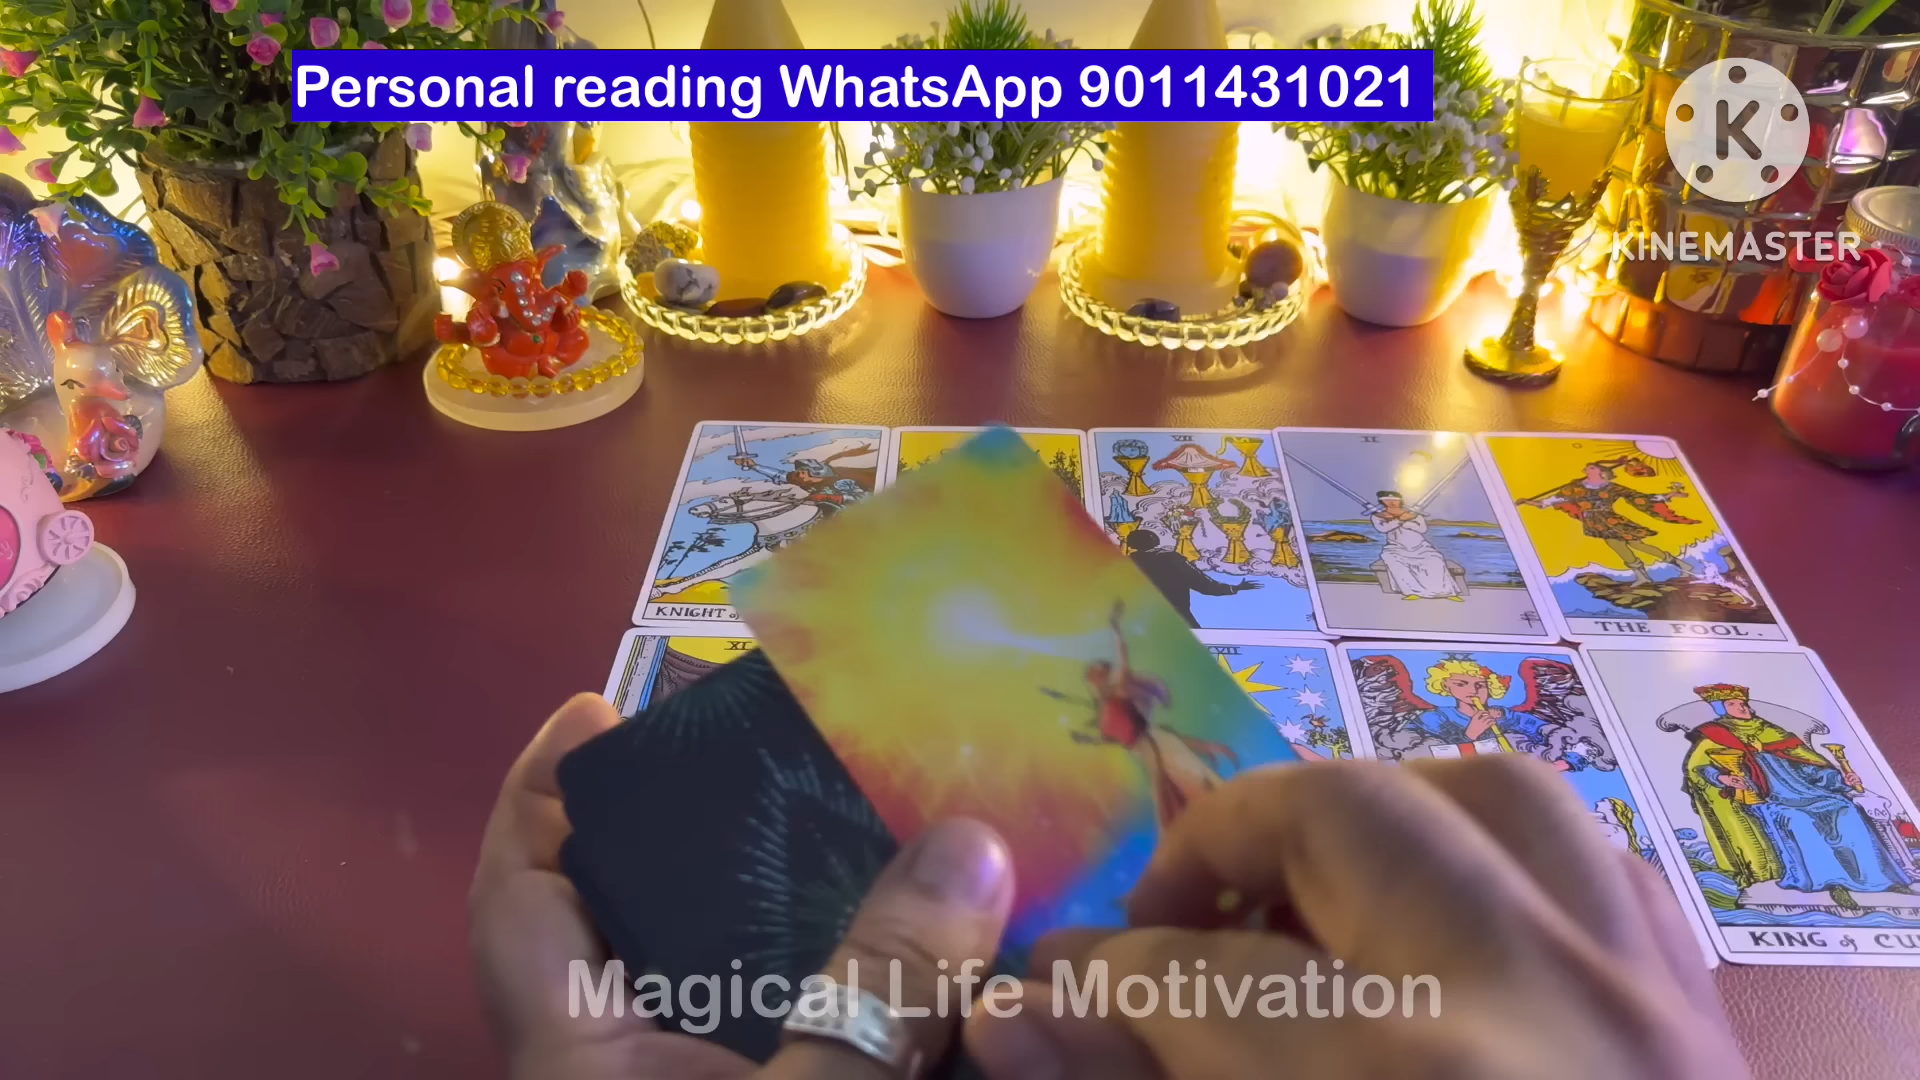 Personal reading WhatsApp 9011431021
K
KINEMASTER
VII
II
KNIGHT of
THE FOOL.
XI
XVII
XX
KING of CU
Magical Life Motivation